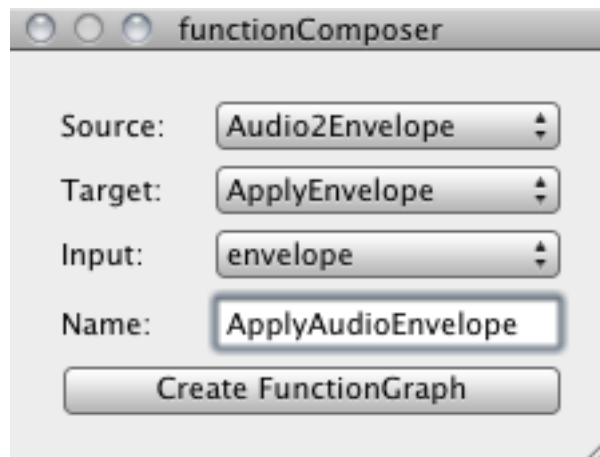 functionComposer
Source: Audio2Envelope
Target: ApplyEnvelope
Input: envelope
Name: ApplyAudioEnvelope
Create FunctionGraph